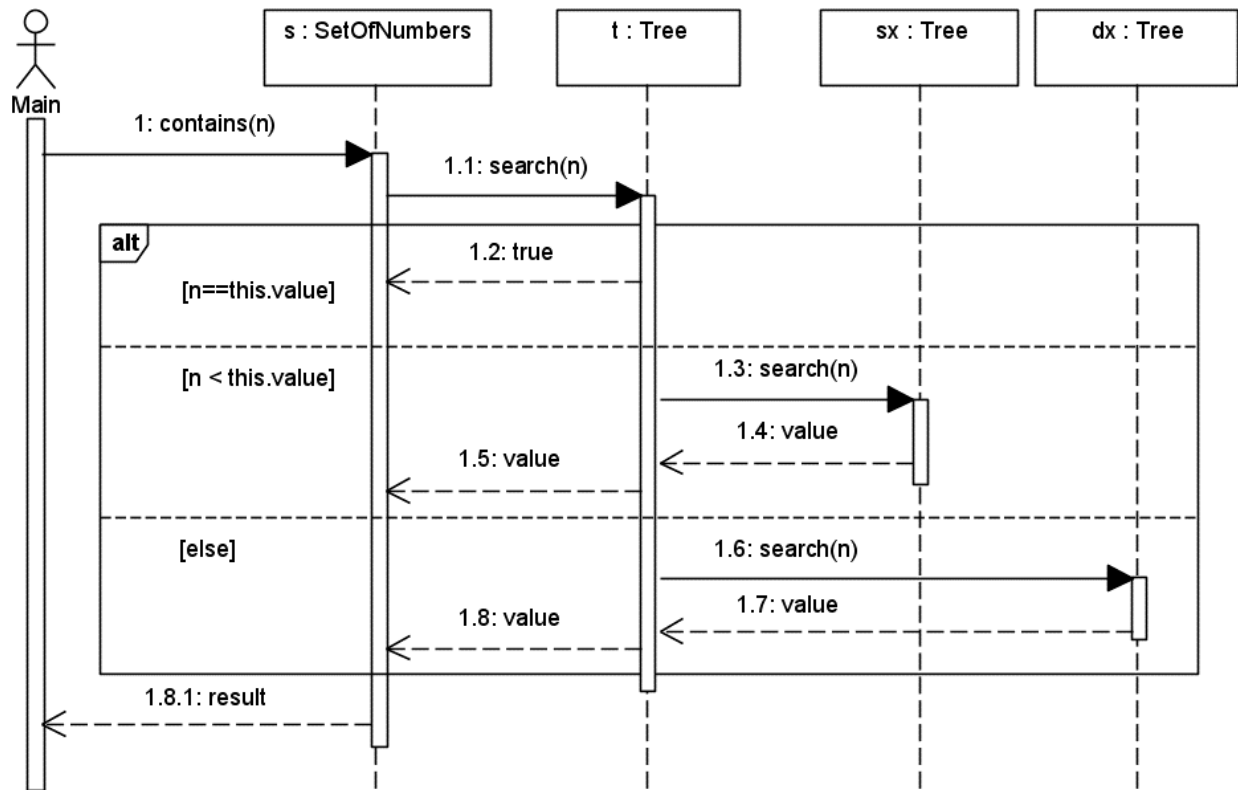 s : SetOfNumbers
t : Tree
sx : Tree
dx : Tree
Main
1: contains(n)
1.1: search(n)
alt
1.2: true
[n==this.value]
[n < this.value]
1.3: search(n)
1.4: value
1.5: value
[else]
1.6: search(n)
1.7: value
1.8: value
1.8.1: result